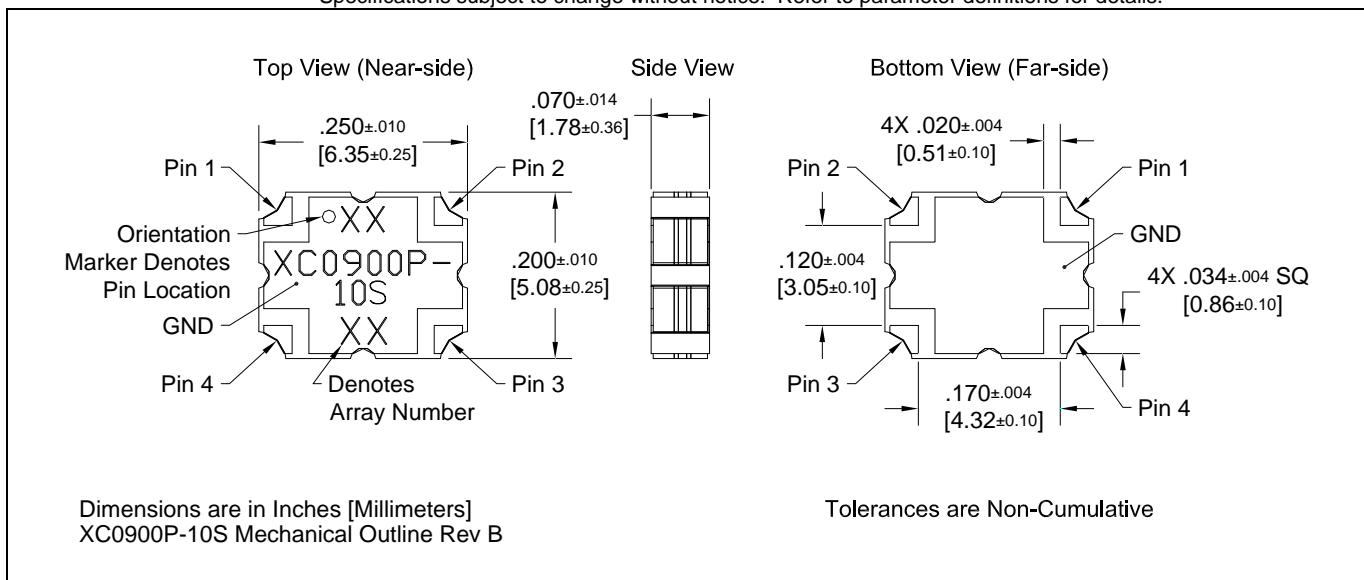 Specifications subject to change without notice. Refer to parameter definitions for details.
Top View (Near-side)
Side View
Bottom View (Far-side)
.250±.010
[6.35±0.25]
.070±.014
[1.78±0.36]
4X .020±.004
[0.51±0.10]
Pin 1
Pin 2
Pin 2
Pin 1
XX
Orientation
Marker Denotes
Pin Location
XC0900P-
10S
GND
XX
.200±.010
[5.08±0.25]
.120±.004
[3.05±0.10]
GND
4X .034±.004 SQ
[0.86±0.10]
Pin 4
Denotes
Array Number
Pin 3
Pin 3
.170±.004
[4.32±0.10]
Pin 4
Dimensions are in Inches [Millimeters]
XC0900P-10S Mechanical Outline Rev B
Tolerances are Non-Cumulative